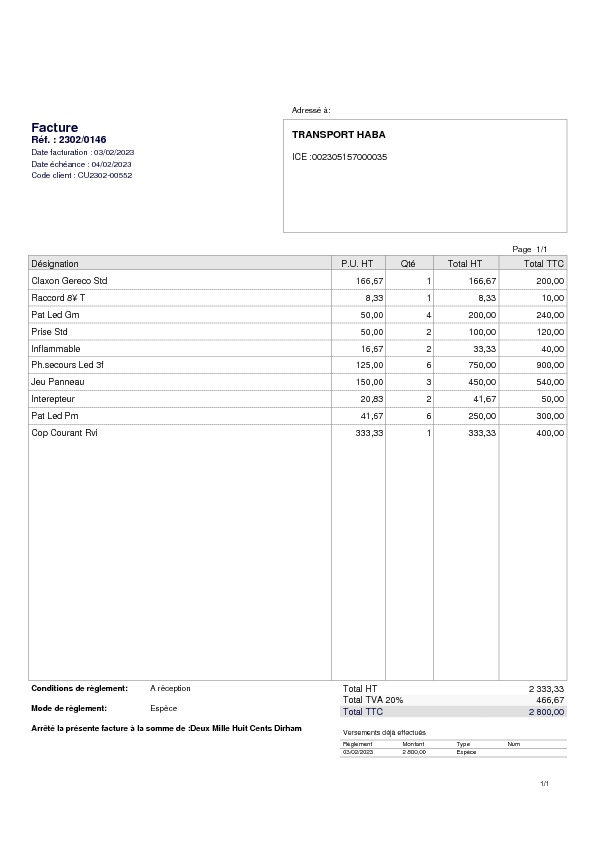 Adressé à:
Facture
Réf. : 2302/0146
Date facturation : 03/02/2023
Date échéance : 04/02/2023
Code client : CU2302-00552
TRANSPORT HABA
ICE :002305157000035
Page 1/1
Désignation P.U. HT Qté Total HT Total TTC
Claxon Gereco Std 166,67 1 166,67 200,00
Raccord 8¥ T 8,33 1 8,33 10,00
Pat Led Gm 50,00 4 200,00 240,00
Prise Std 50,00 2 100,00 120,00
Inflammable 16,67 2 33,33 40,00
Ph.secours Led 3f 125,00 6 750,00 900,00
Jeu Panneau 150,00 3 450,00 540,00
Interepteur 20,83 2 41,67 50,00
Pat Led Pm 41,67 6 250,00 300,00
Cop Courant Rvi 333,33 1 333,33 400,00
Conditions de règlement: A réception
Mode de règlement: Espèce
Arrêté la présente facture à la somme de :Deux Mille Huit Cents Dirham
Total HT 2 333,33
Total TVA 20% 466,67
Total TTC 2 800,00
Versements déjà effectués
Règlement Montant Type Num
03/02/2023 2 800,00 Espèce
1/1